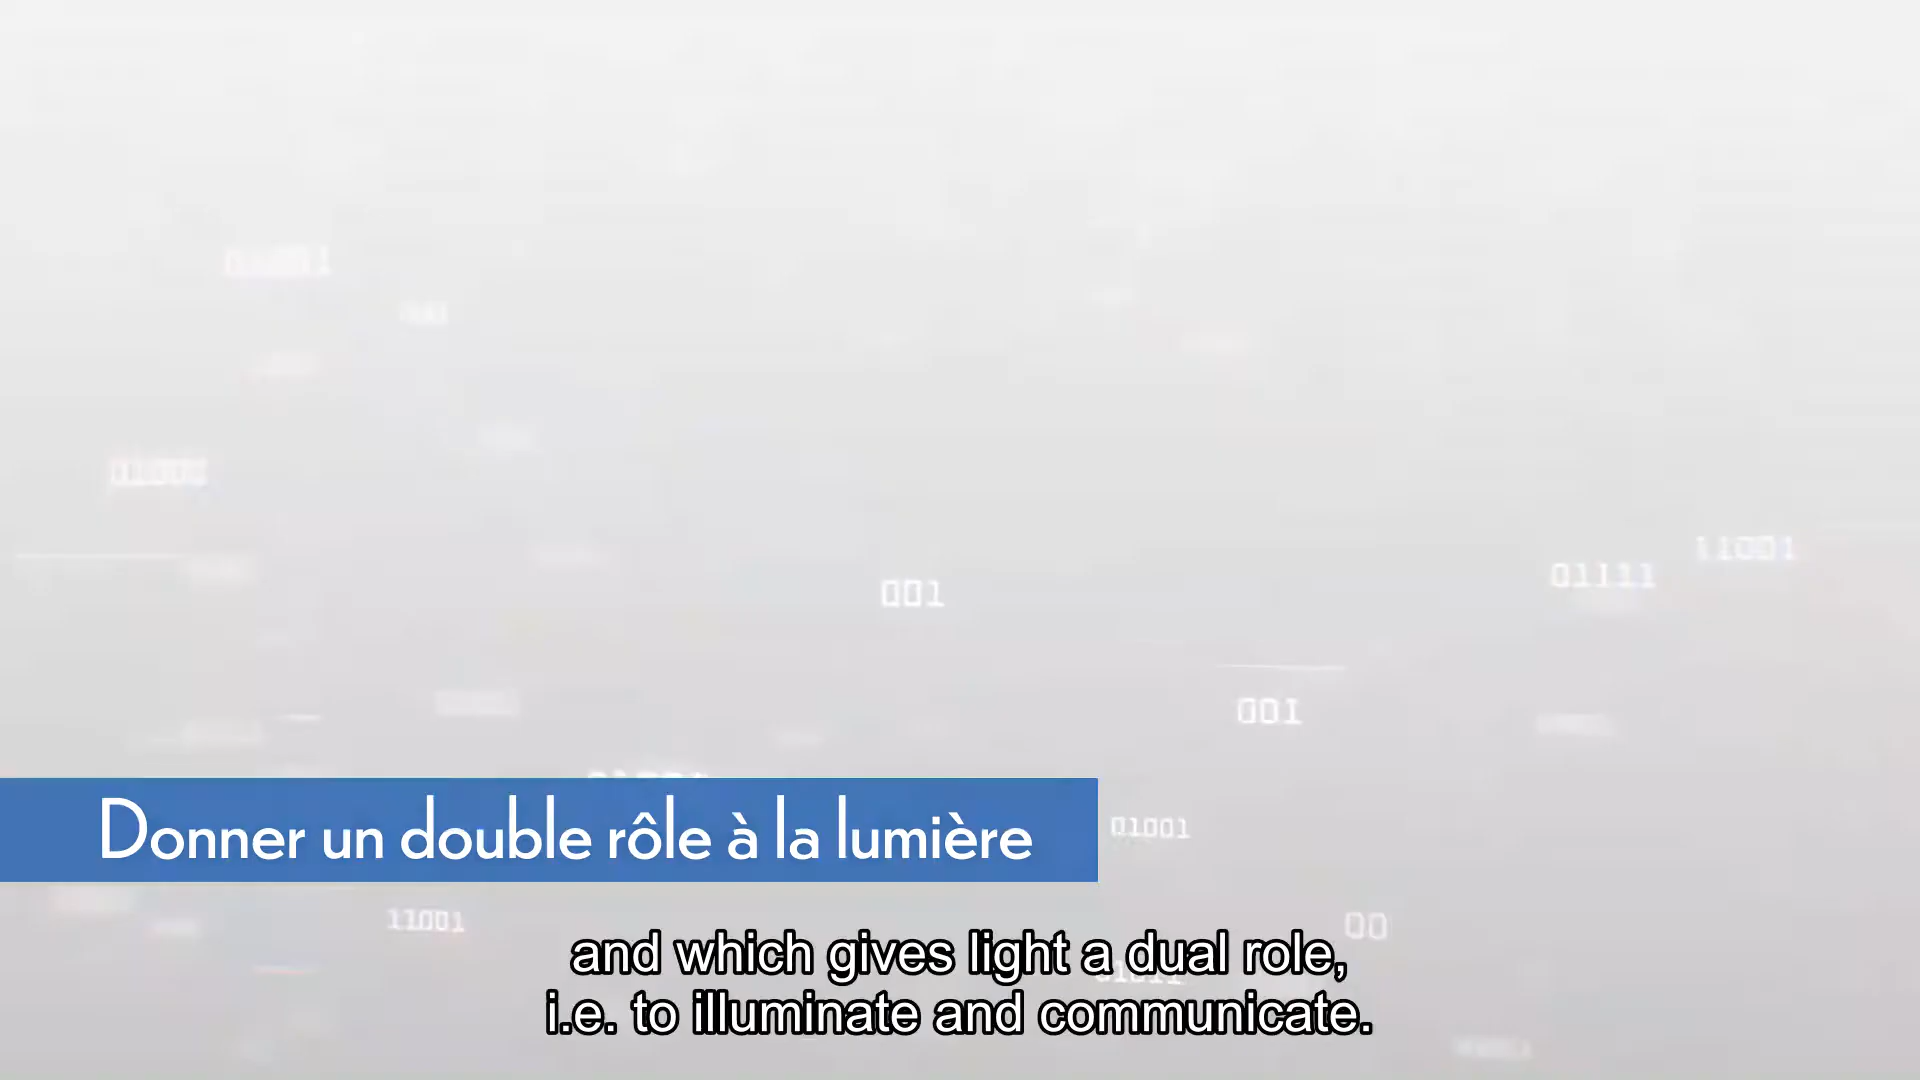 001
01111
11001
001
Donner un double rôle à la lumière
01001
11001
00
and which gives light a dual role,
i.e. to illuminate and communicate.